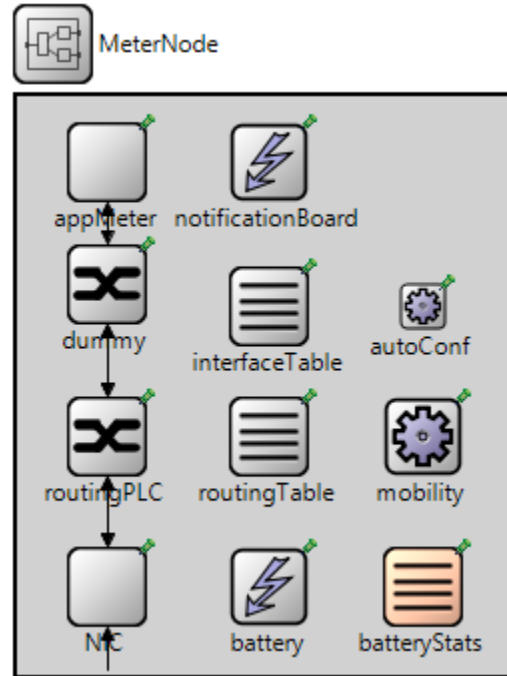 MeterNode
appMeter
notificationBoard
dummy
interfaceTable
autoConf
routingPLC
routingTable
mobility
NIC
battery
batteryStats